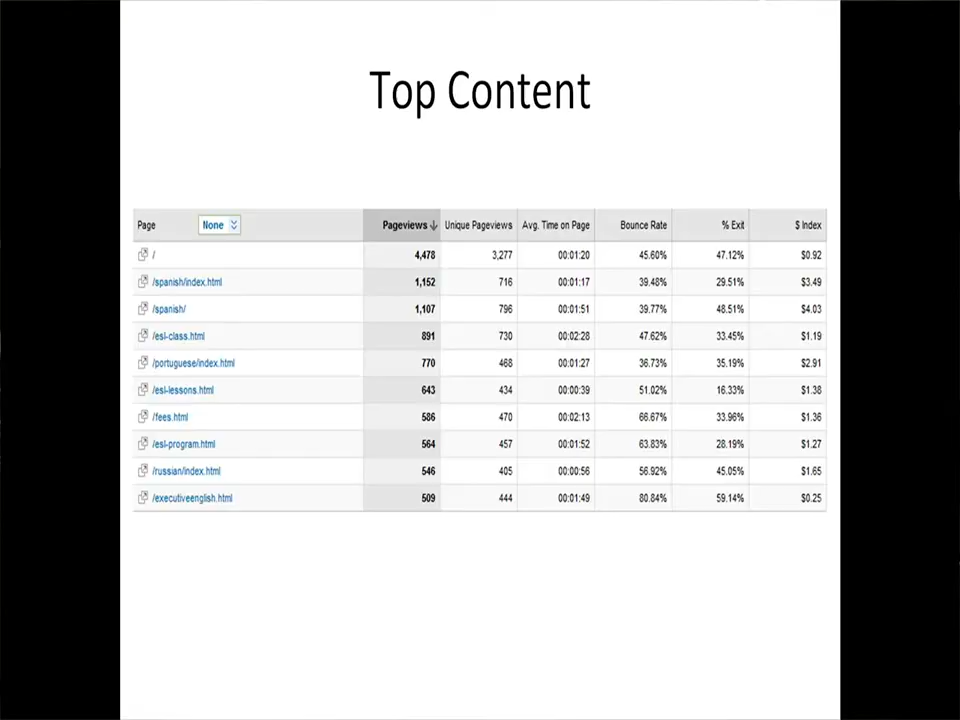 Top Content
Page None Pageviews Unique Pageviews Avg. Time on Page Bounce Rate % Exit $ Index
/ 4,478 3,277 00:01:20 45.60% 47.12% $0.92
/spanish/index.html 1,152 716 00:01:17 39.48% 29.51% $3.49
/spanish/ 1,107 796 00:01:51 39.77% 48.51% $4.03
/esl-class.html 891 730 00:02:28 47.62% 33.45% $1.19
/portuguese/index.html 770 468 00:01:27 36.73% 35.19% $2.91
/esl-lessons.html 643 434 00:00:39 51.02% 16.33% $1.38
/fees.html 586 470 00:02:13 66.67% 33.96% $1.36
/esl-program.html 564 457 00:01:52 63.83% 28.19% $1.27
/russian/index.html 546 405 00:00:56 56.92% 45.05% $1.65
/executiveenglish.html 509 444 00:01:49 80.84% 59.14% $0.25